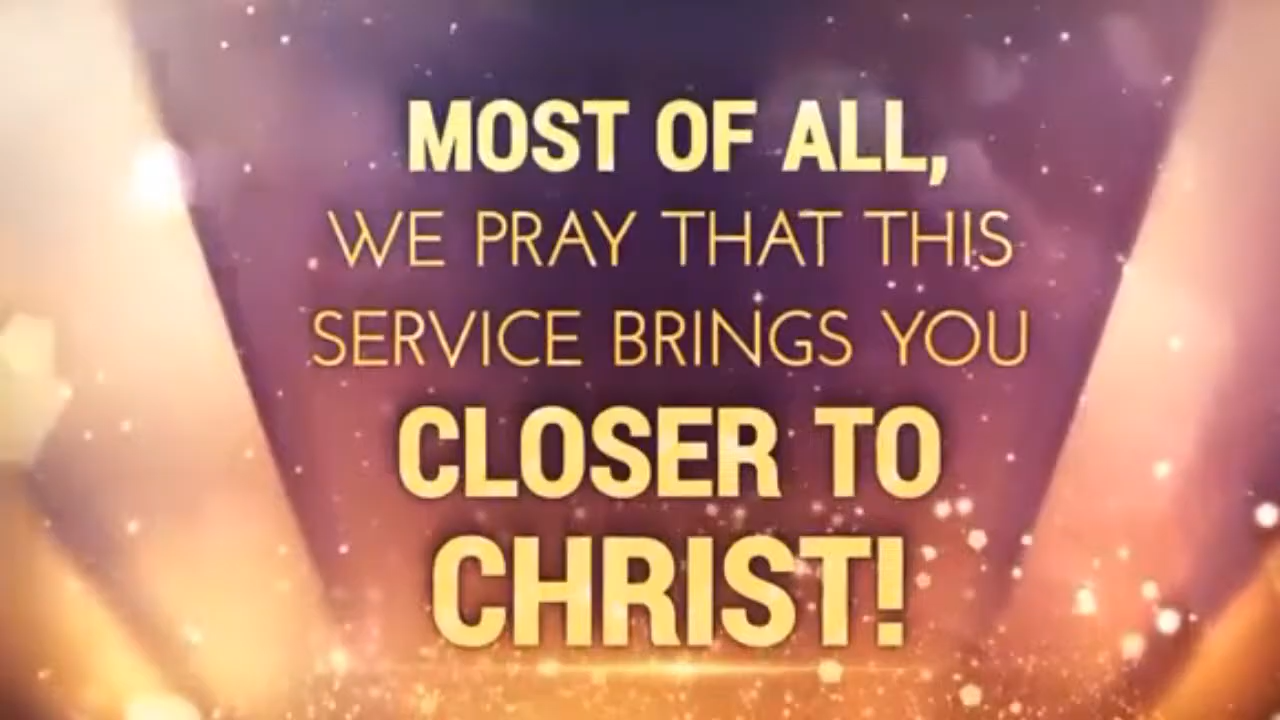 MOST OF ALL,
WE PRAY THAT THIS
SERVICE BRINGS YOU
CLOSER TO
CHRIST!